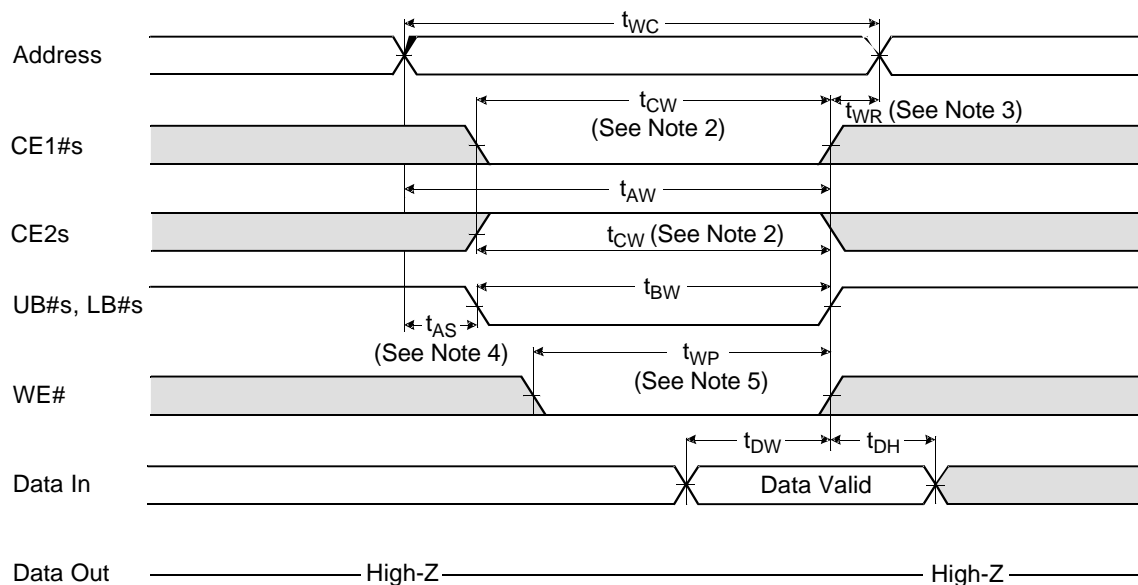 tWC
Address
tCW
(See Note 2)
tWR (See Note 3)
CE1#s
tAW
CE2s
tCW (See Note 2)
tBW
UB#s, LB#s
tAS
(See Note 4)
tWP
(See Note 5)
WE#
tDW
tDH
Data In
Data Valid
Data Out
High-Z
High-Z